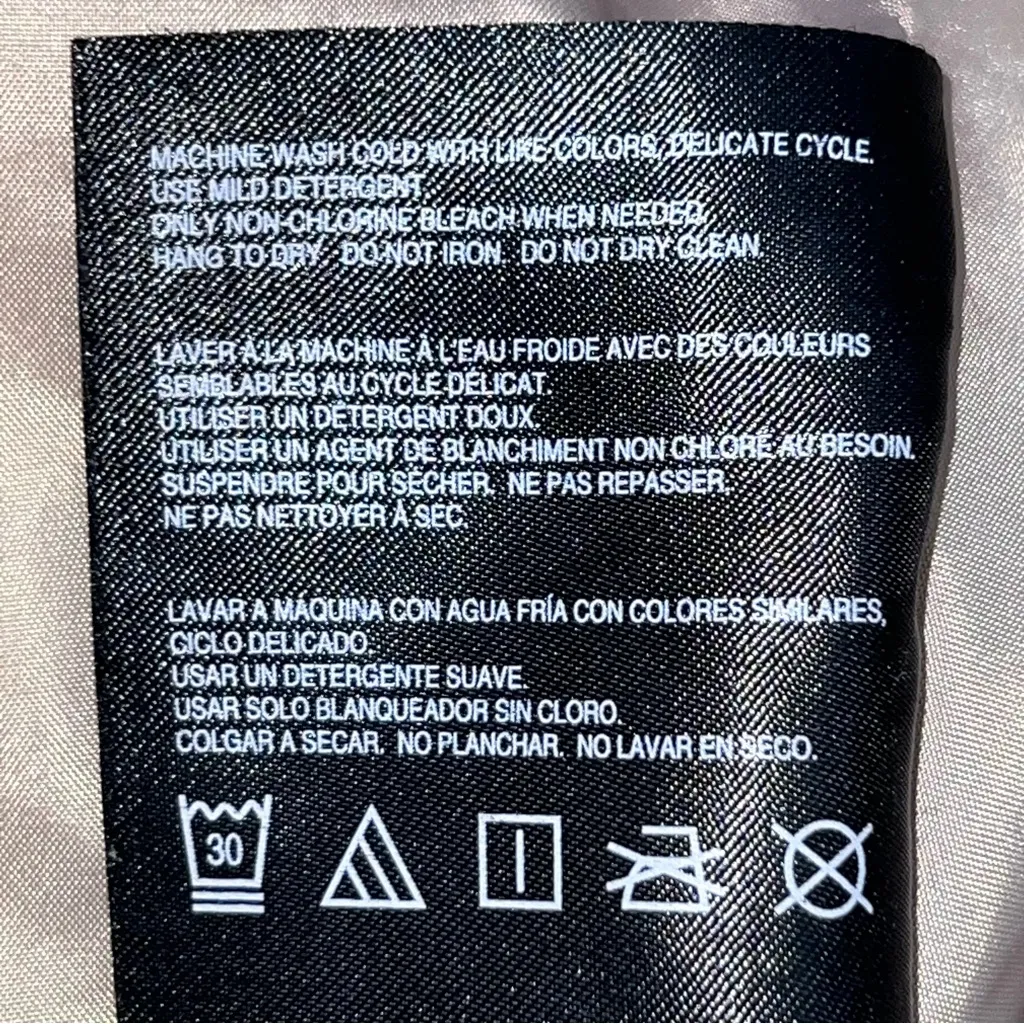 MACHINE WASH COLD WITH LIKE COLORS, DELICATE CYCLE.
USE MILD DETERGENT.
ONLY NON-CHLORINE BLEACH WHEN NEEDED.
HANG TO DRY. DO NOT IRON. DO NOT DRY CLEAN.
LAVER À LA MACHINE À L'EAU FROIDE AVEC DES COULEURS
SEMBLABLES AU CYCLE DÉLICAT.
UTILISER UN DÉTERGENT DOUX.
UTILISER UN AGENT DE BLANCHIMENT NON CHLORÉ AU BESOIN.
SUSPENDRE POUR SÉCHER. NE PAS REPASSER.
NE PAS NETTOYER À SEC.
LAVAR A MÁQUINA CON AGUA FRÍA CON COLORES SIMILARES,
CICLO DELICADO.
USAR UN DETERGENTE SUAVE.
USAR SOLO BLANQUEADOR SIN CLORO.
COLGAR A SECAR. NO PLANCHAR. NO LAVAR EN SECO.
30